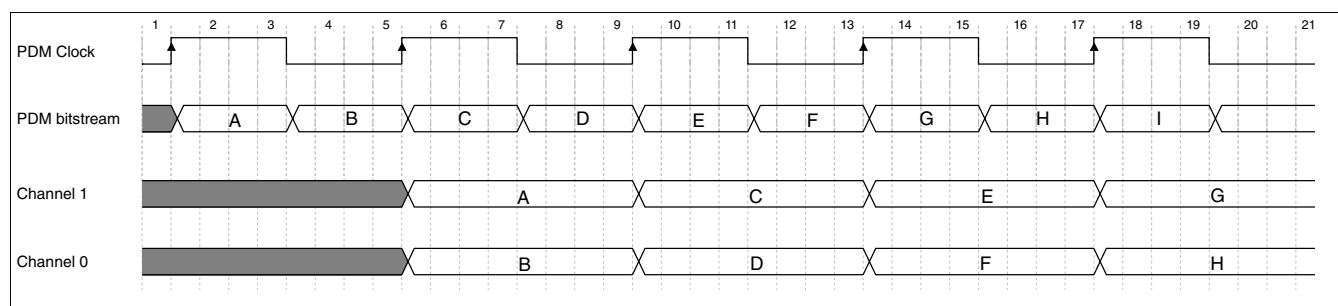 1 2 3 4 5 6 7 8 9 10 11 12 13 14 15 16 17 18 19 20 21
PDM Clock
PDM bitstream A B C D E F G H I
Channel 1 A C E G
Channel 0 B D F H